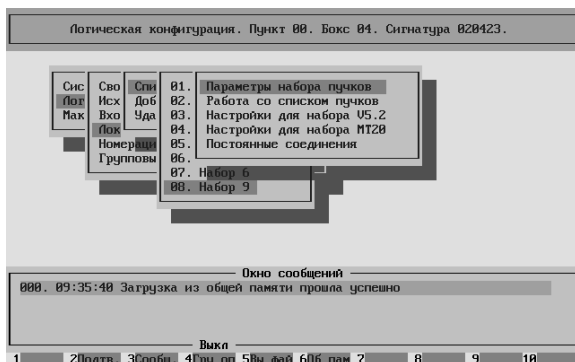 Логическая конфигурация. Пункт 00. Бокс 04. Сигнатура 020423.
Сис Сво Спи 01. Параметры набора пучков
Лог Исх Доб 02. Работа со списком пучков
Мак Вхо Уда 03. Настройки для набора V5.2
Лок 04. Настройки для набора МТ20
Номераци 05. Постоянные соединения
Групповы 06.
07. Набор 6
08. Набор 9
Окно сообщений
000. 09:35:40 Загрузка из общей памяти прошла успешно
Выкл
1 2Подтв. 3Сообщ. 4Гру оп 5Вы фай 6Об пам 7 8 9 10